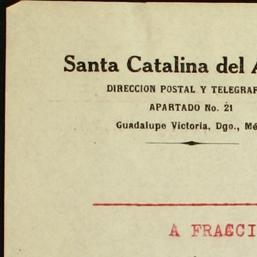 Santa Catalina del A
DIRECCION POSTAL Y TELEGRAF
APARTADO No. 21
Guadalupe Victoria, Dgo., Mé
A FRACCI